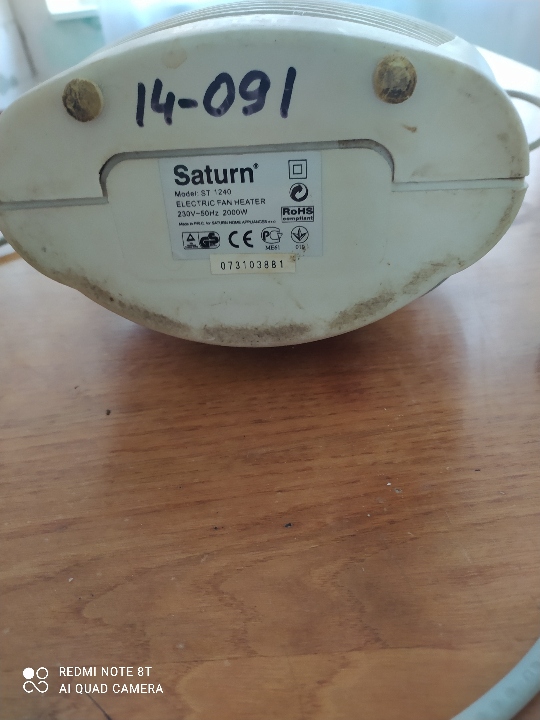 14-091
Saturn®
Model: ST 1240
ELECTRIC FAN HEATER
230V~50Hz 2000W
RoHS
compliant
CE
073103881
REDMI NOTE 8T
AI QUAD CAMERA